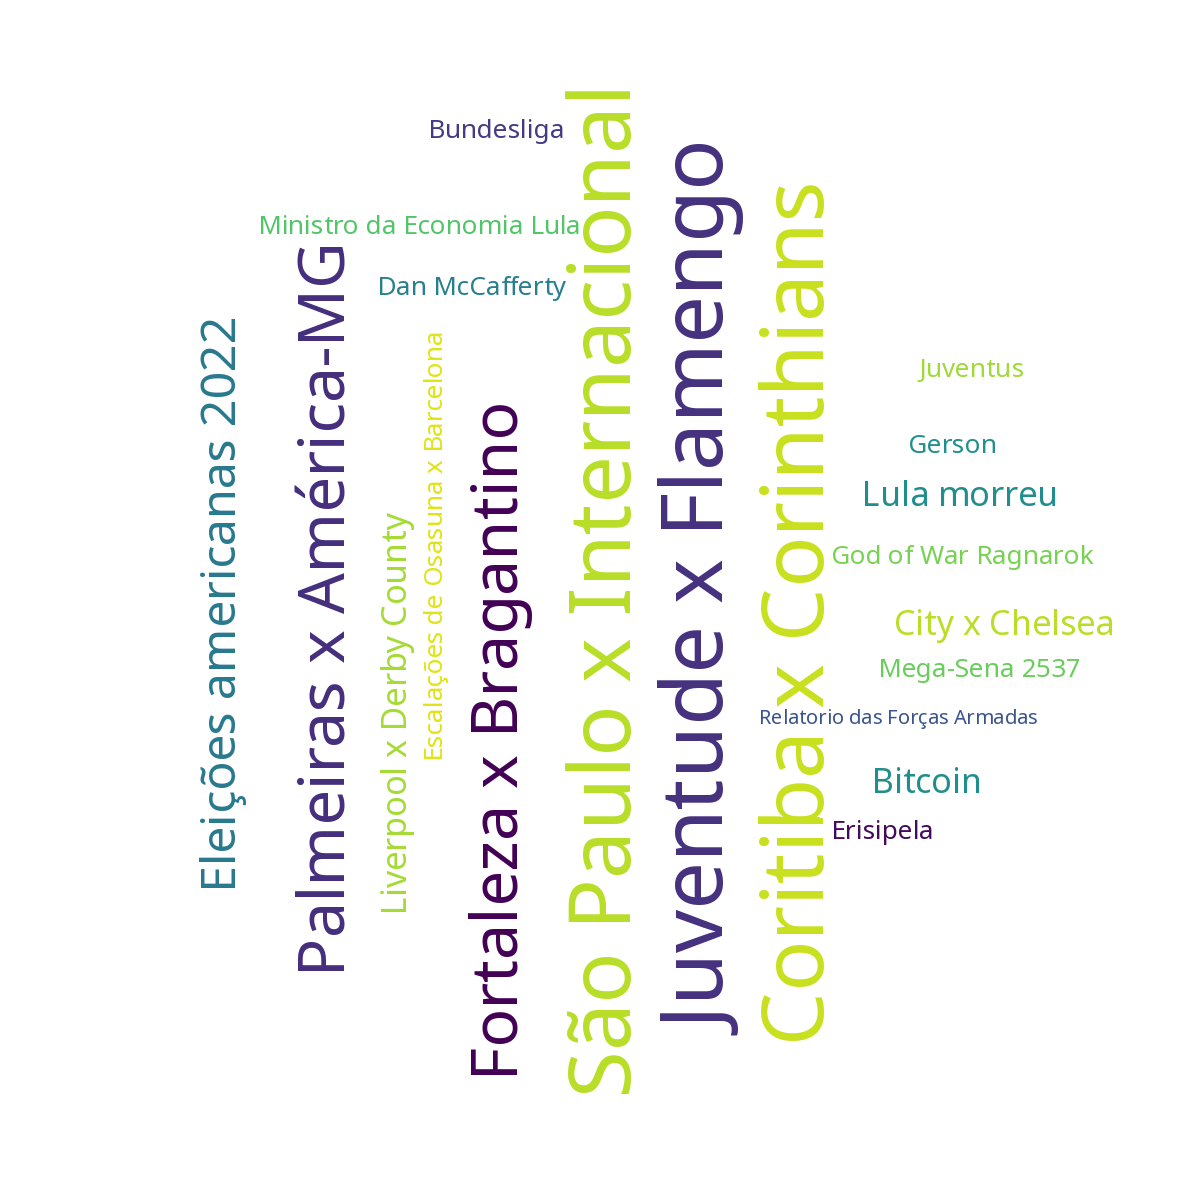 Bundesliga
Ministro da Economia Lula
Dan McCafferty
Eleições americanas 2022
Palmeiras x América-MG
Liverpool x Derby County
Escalações de Osasuna x Barcelona
Fortaleza x Bragantino
São Paulo x Internacional
Juventude x Flamengo
Coritiba x Corinthians
Juventus
Gerson
Lula morreu
God of War Ragnarok
City x Chelsea
Mega-Sena 2537
Relatorio das Forças Armadas
Bitcoin
Erisipela